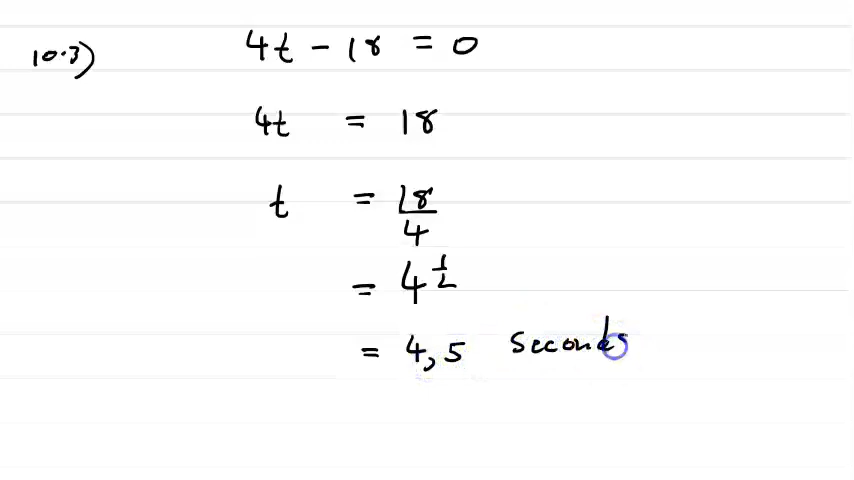 10.3) 4t - 18 = 0
4t = 18
t = 18/4
= 4 1/2
= 4,5 seconds